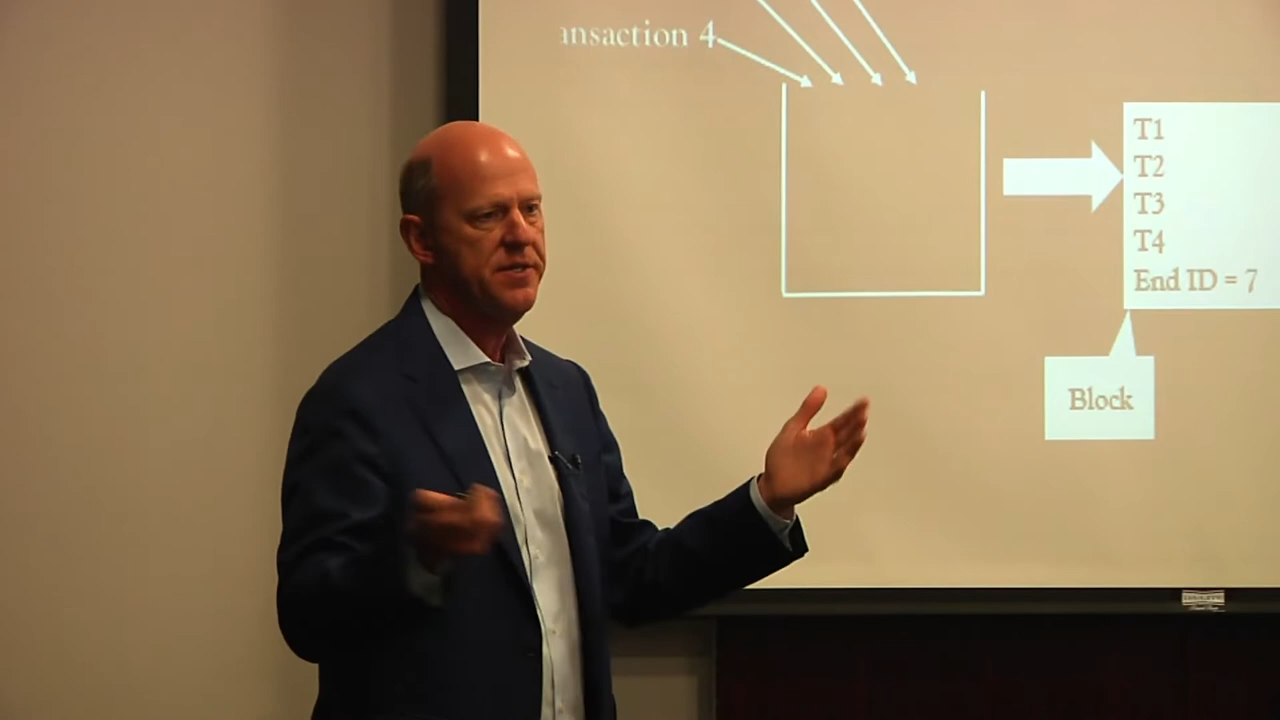 ansaction 4
T1
T2
T3
T4
End ID = 7
Block